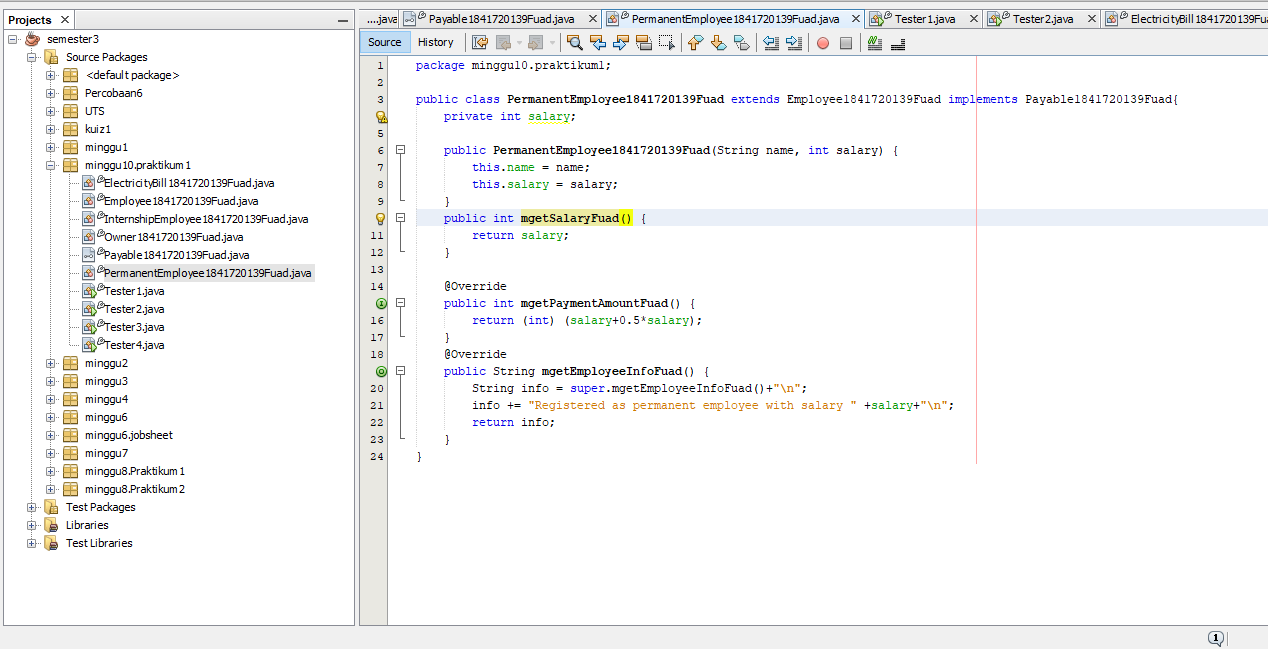 Projects
semester3
Source Packages
<default package>
Percobaan6
UTS
kuiz1
minggu1
minggu10.praktikum1
ElectricityBill1841720139Fuad.java
Employee1841720139Fuad.java
InternshipEmployee1841720139Fuad.java
Owner1841720139Fuad.java
Payable1841720139Fuad.java
PermanentEmployee1841720139Fuad.java
Tester1.java
Tester2.java
Tester3.java
Tester4.java
minggu2
minggu3
minggu4
minggu6
minggu6.jobsheet
minggu7
minggu8.Praktikum1
minggu8.Praktikum2
Test Packages
Libraries
Test Libraries
....java Payable1841720139Fuad.java PermanentEmployee1841720139Fuad.java Tester1.java Tester2.java ElectricityBill1841720139Fu
Source History
1 package minggu10.praktikum1;
2
3 public class PermanentEmployee1841720139Fuad extends Employee1841720139Fuad implements Payable1841720139Fuad{
private int salary;
5
6 public PermanentEmployee1841720139Fuad(String name, int salary) {
7 this.name = name;
8 this.salary = salary;
9 }
public int mgetSalaryFuad() {
11 return salary;
12 }
13
14 @Override
public int mgetPaymentAmountFuad() {
16 return (int) (salary+0.5*salary);
17 }
18 @Override
public String mgetEmployeeInfoFuad() {
20 String info = super.mgetEmployeeInfoFuad()+"\n";
21 info += "Registered as permanent employee with salary " +salary+"\n";
22 return info;
23 }
24 }
1